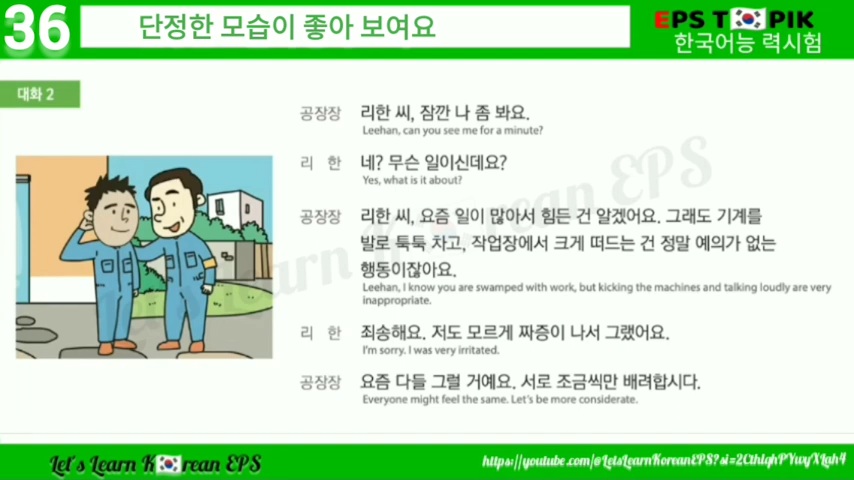 36
단정한 모습이 좋아 보여요
EPS TOPIK
한국어능 력시험
대화 2
공장장 리한 씨, 잠깐 나 좀 봐요.
Leehan, can you see me for a minute?
리 한 네? 무슨 일이신데요?
Yes, what is it about?
공장장 리한 씨, 요즘 일이 많아서 힘든 건 알겠어요. 그래도 기계를
발로 툭툭 차고, 작업장에서 크게 떠드는 건 정말 예의가 없는
행동이잖아요.
Leehan, I know you are swamped with work, but kicking the machines and talking loudly are very
inappropriate.
리 한 죄송해요. 저도 모르게 짜증이 나서 그랬어요.
I'm sorry. I was very irritated.
공장장 요즘 다들 그럴 거예요. 서로 조금씩만 배려합시다.
Everyone might feel the same. Let's be more considerate.
Learn Korean EPS
Let's Learn Korean EPS